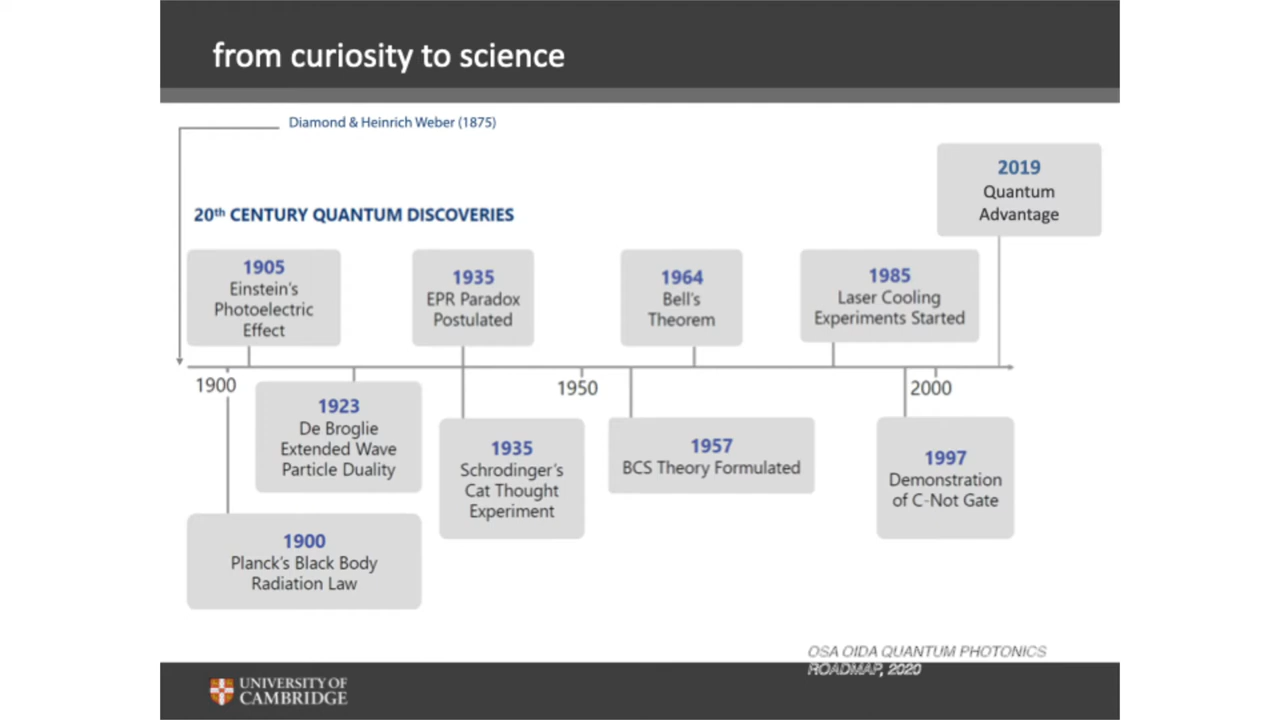 from curiosity to science
Diamond & Heinrich Weber (1875)
2019
Quantum
Advantage
20th CENTURY QUANTUM DISCOVERIES
1905
Einstein's
Photoelectric
Effect
1935
EPR Paradox
Postulated
1964
Bell's
Theorem
1985
Laser Cooling
Experiments Started
1900
1950
2000
1923
De Broglie
Extended Wave
Particle Duality
1935
Schrodinger's
Cat Thought
Experiment
1957
BCS Theory Formulated
1997
Demonstration
of C-Not Gate
1900
Planck's Black Body
Radiation Law
OSA OIDA QUANTUM PHOTONICS
ROADMAP, 2020
UNIVERSITY OF
CAMBRIDGE